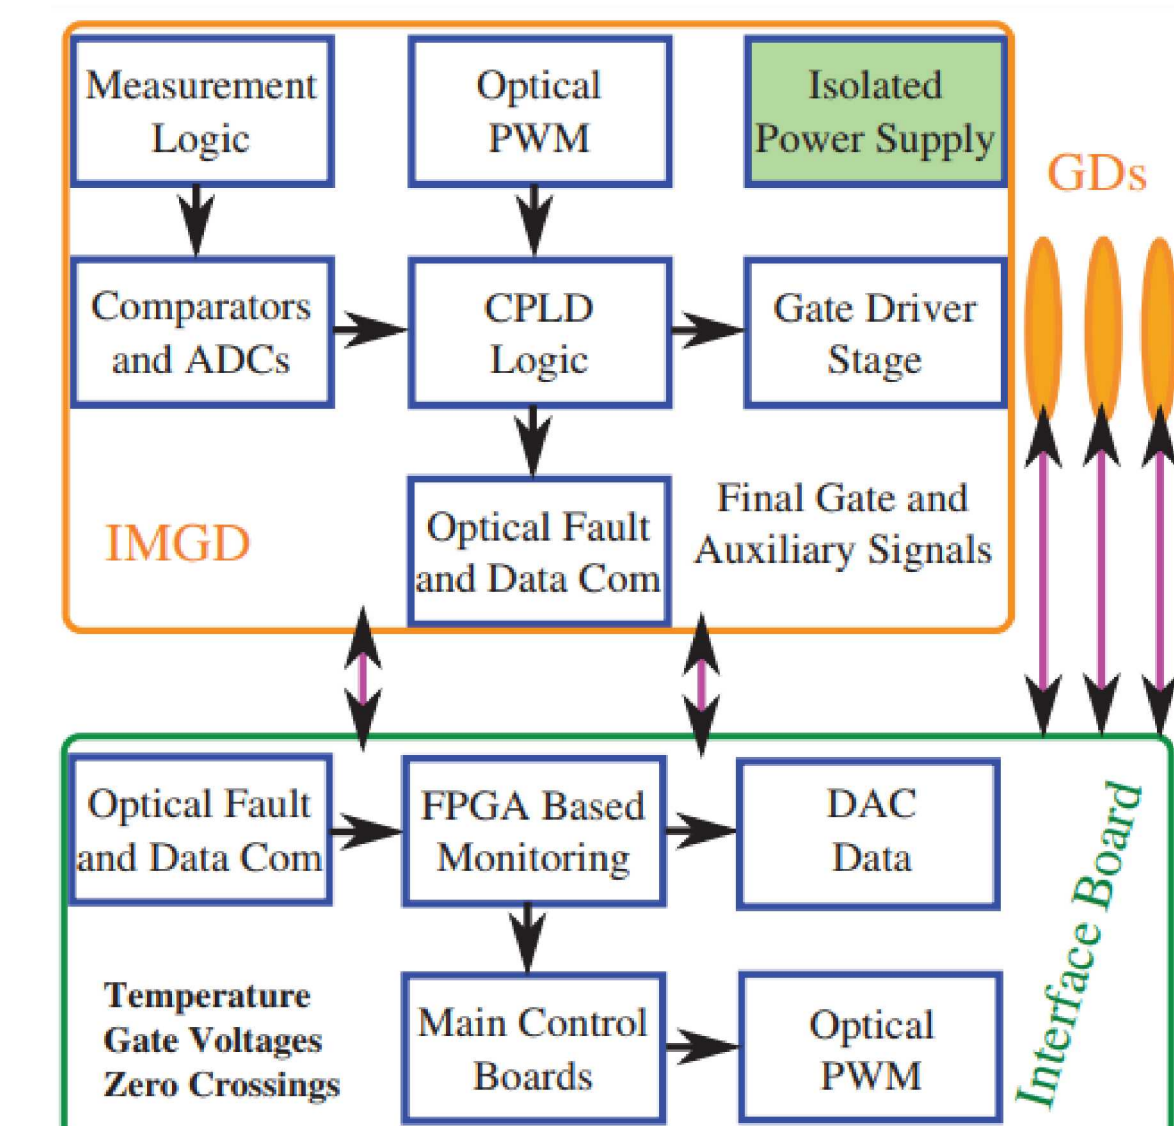 Measurement
Logic
Optical
PWM
Isolated
Power Supply
GDs
Comparators
and ADCs
CPLD
Logic
Gate Driver
Stage
IMGD
Optical Fault
and Data Com
Final Gate and
Auxiliary Signals
Optical Fault
and Data Com
FPGA Based
Monitoring
DAC
Data
Interface Board
Temperature
Gate Voltages
Zero Crossings
Main Control
Boards
Optical
PWM